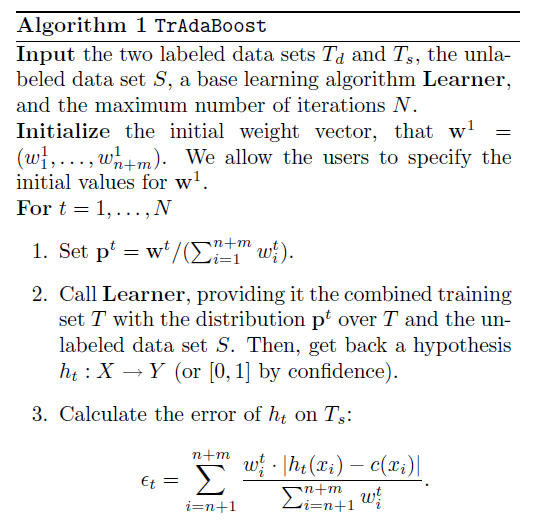 Algorithm 1 TrAdaBoost
Input the two labeled data sets $T_d$ and $T_s$, the unla-
beled data set $S$, a base learning algorithm Learner,
and the maximum number of iterations $N$.
Initialize the initial weight vector, that $\mathbf{w}^1 =$
$(w_1^1, \ldots, w_{n+m}^1)$. We allow the users to specify the
initial values for $\mathbf{w}^1$.
For $t = 1, \ldots, N$
1. Set $\mathbf{p}^t = \mathbf{w}^t / (\sum_{i=1}^{n+m} w_i^t)$.
2. Call Learner, providing it the combined training
set $T$ with the distribution $\mathbf{p}^t$ over $T$ and the un-
labeled data set $S$. Then, get back a hypothesis
$h_t : X \to Y$ (or $[0, 1]$ by confidence).
3. Calculate the error of $h_t$ on $T_s$:
$\epsilon_t = \sum_{i=n+1}^{n+m} \frac{w_i^t \cdot |h_t(x_i) - c(x_i)|}{\sum_{i=n+1}^{n+m} w_i^t}.$